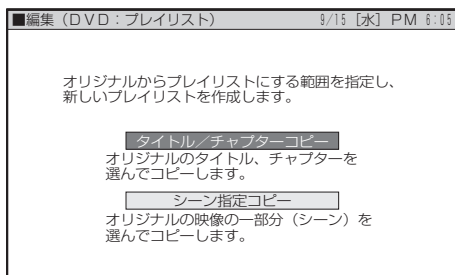 ■編集（DVD：プレイリスト） 9/15 [水] PM 6:05
オリジナルからプレイリストにする範囲を指定し、
新しいプレイリストを作成します。
タイトル／チャプターコピー
オリジナルのタイトル、チャプターを
選んでコピーします。
シーン指定コピー
オリジナルの映像の一部分（シーン）を
選んでコピーします。